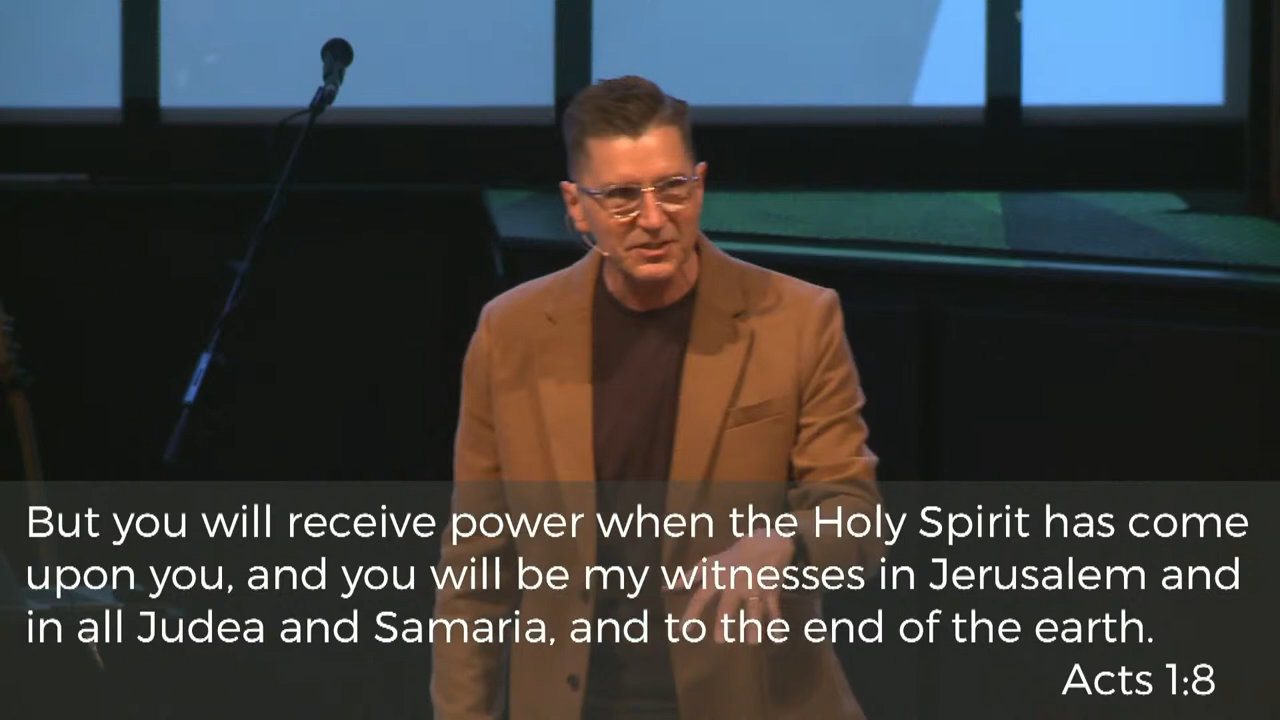 But you will receive power when the Holy Spirit has come
upon you, and you will be my witnesses in Jerusalem and
in all Judea and Samaria, and to the end of the earth.
Acts 1:8